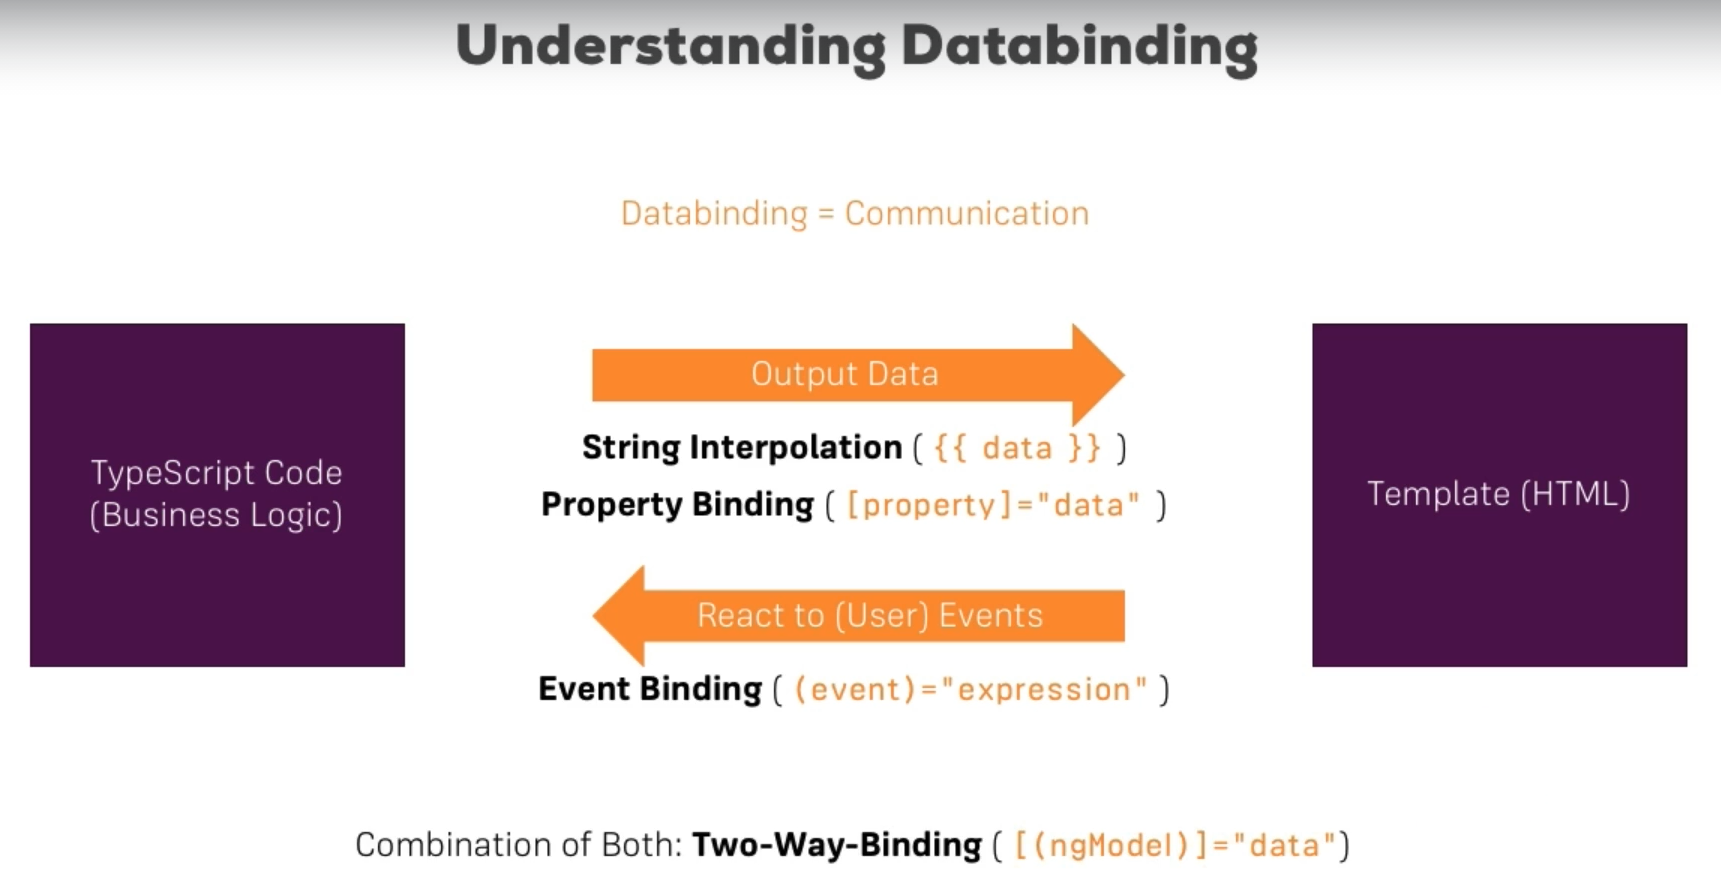 Understanding Databinding
Databinding = Communication
TypeScript Code
(Business Logic)
Output Data
String Interpolation ( {{ data }} )
Property Binding ( [property]="data" )
React to (User) Events
Event Binding ( (event)="expression" )
Template (HTML)
Combination of Both: Two-Way-Binding ( [(ngModel)]="data")